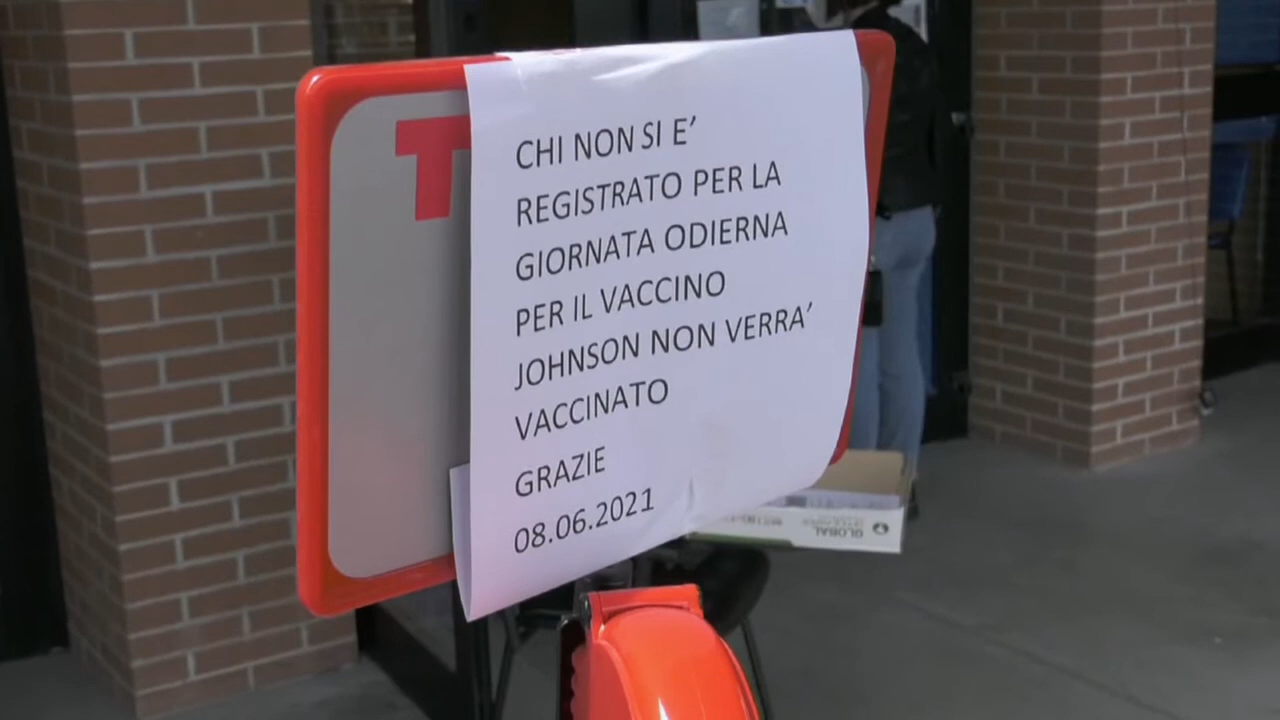 T
CHI NON SI E'
REGISTRATO PER LA
GIORNATA ODIERNA
PER IL VACCINO
JOHNSON NON VERRA'
VACCINATO
GRAZIE
08.06.2021
GLOBAL